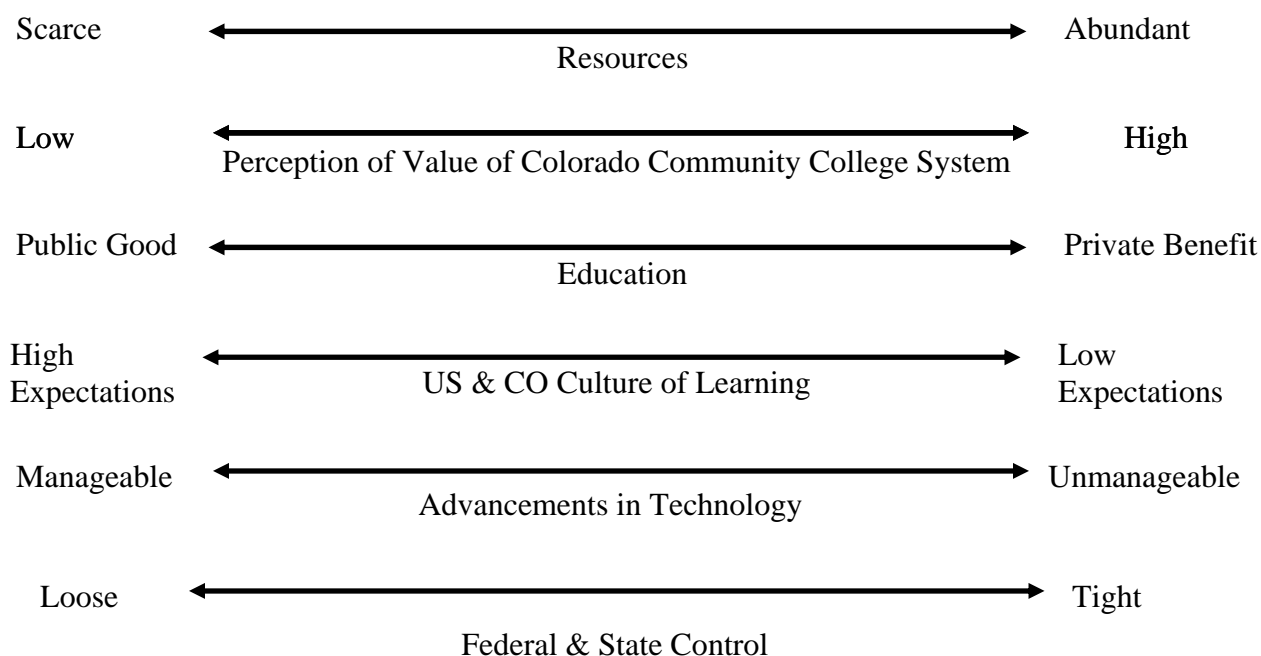 Scarce
Abundant
Resources
Low
High
Perception of Value of Colorado Community College System
Public Good
Private Benefit
Education
High
Expectations
Low
Expectations
US & CO Culture of Learning
Manageable
Unmanageable
Advancements in Technology
Loose
Tight
Federal & State Control